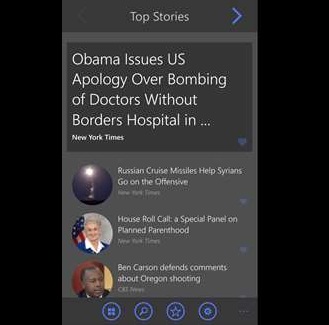 Top Stories
Obama Issues US
Apology Over Bombing
of Doctors Without
Borders Hospital in ...
New York Times
Russian Cruise Missiles Help Syrians
Go on the Offensive
New York Times
House Roll Call: a Special Panel on
Planned Parenthood
New York Times
Ben Carson defends comments
about Oregon shooting
CBS News